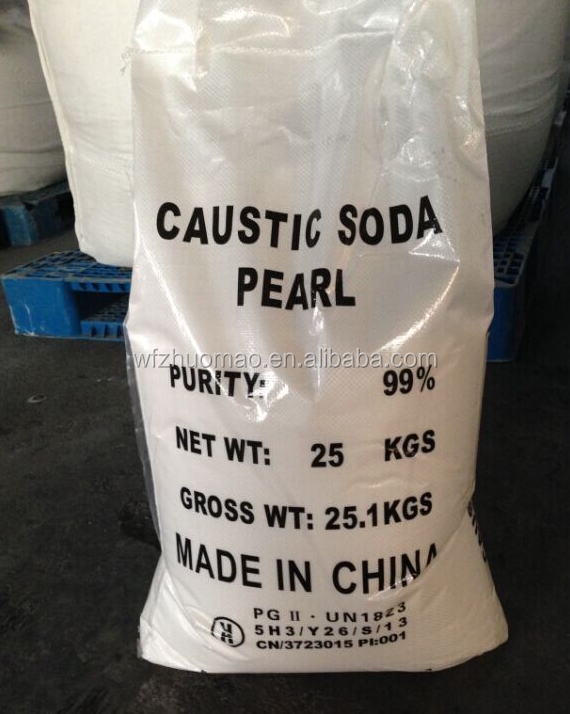 CAUSTIC SODA
PEARL
wfzhuomao.en.alibaba.com
PURITY: 99%
NET WT: 25 KGS
GROSS WT: 25.1KGS
MADE IN CHINA
PG II - UN1823
5H3/Y26/S/13
CN/3723015 PI:001